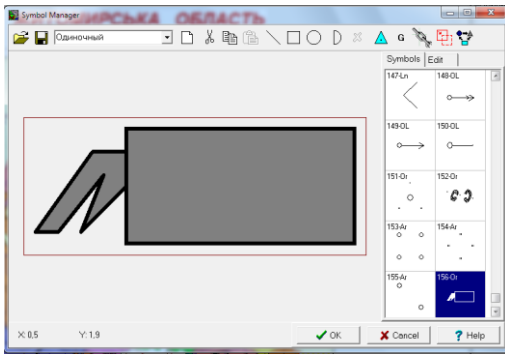 Symbol Manager
ОБЛАСТЬ
Одиночный
G
Symbols Edit
147-Ln 148-OL
149-OL 150-OL
151-Or 152-Or
153-Ar 154-Ar
155-Ar 156-Or
X: 0,5 Y: 1,9
OK Cancel ? Help